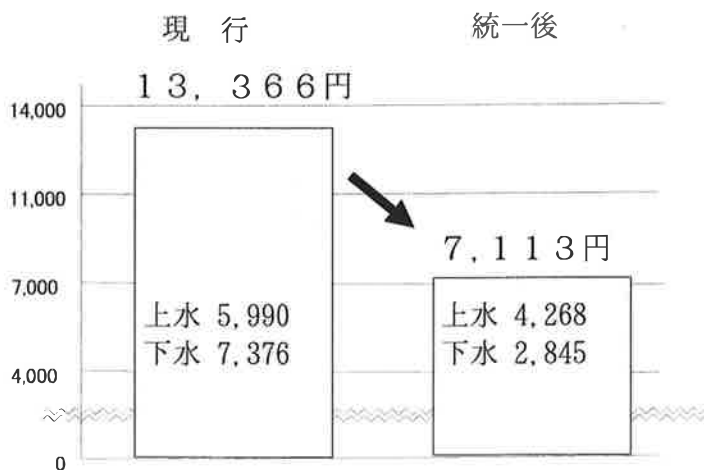 現 行
統一後
13,366円
14,000
11,000
7,113円
7,000
上水 5,990
下水 7,376
上水 4,268
下水 2,845
4,000
0